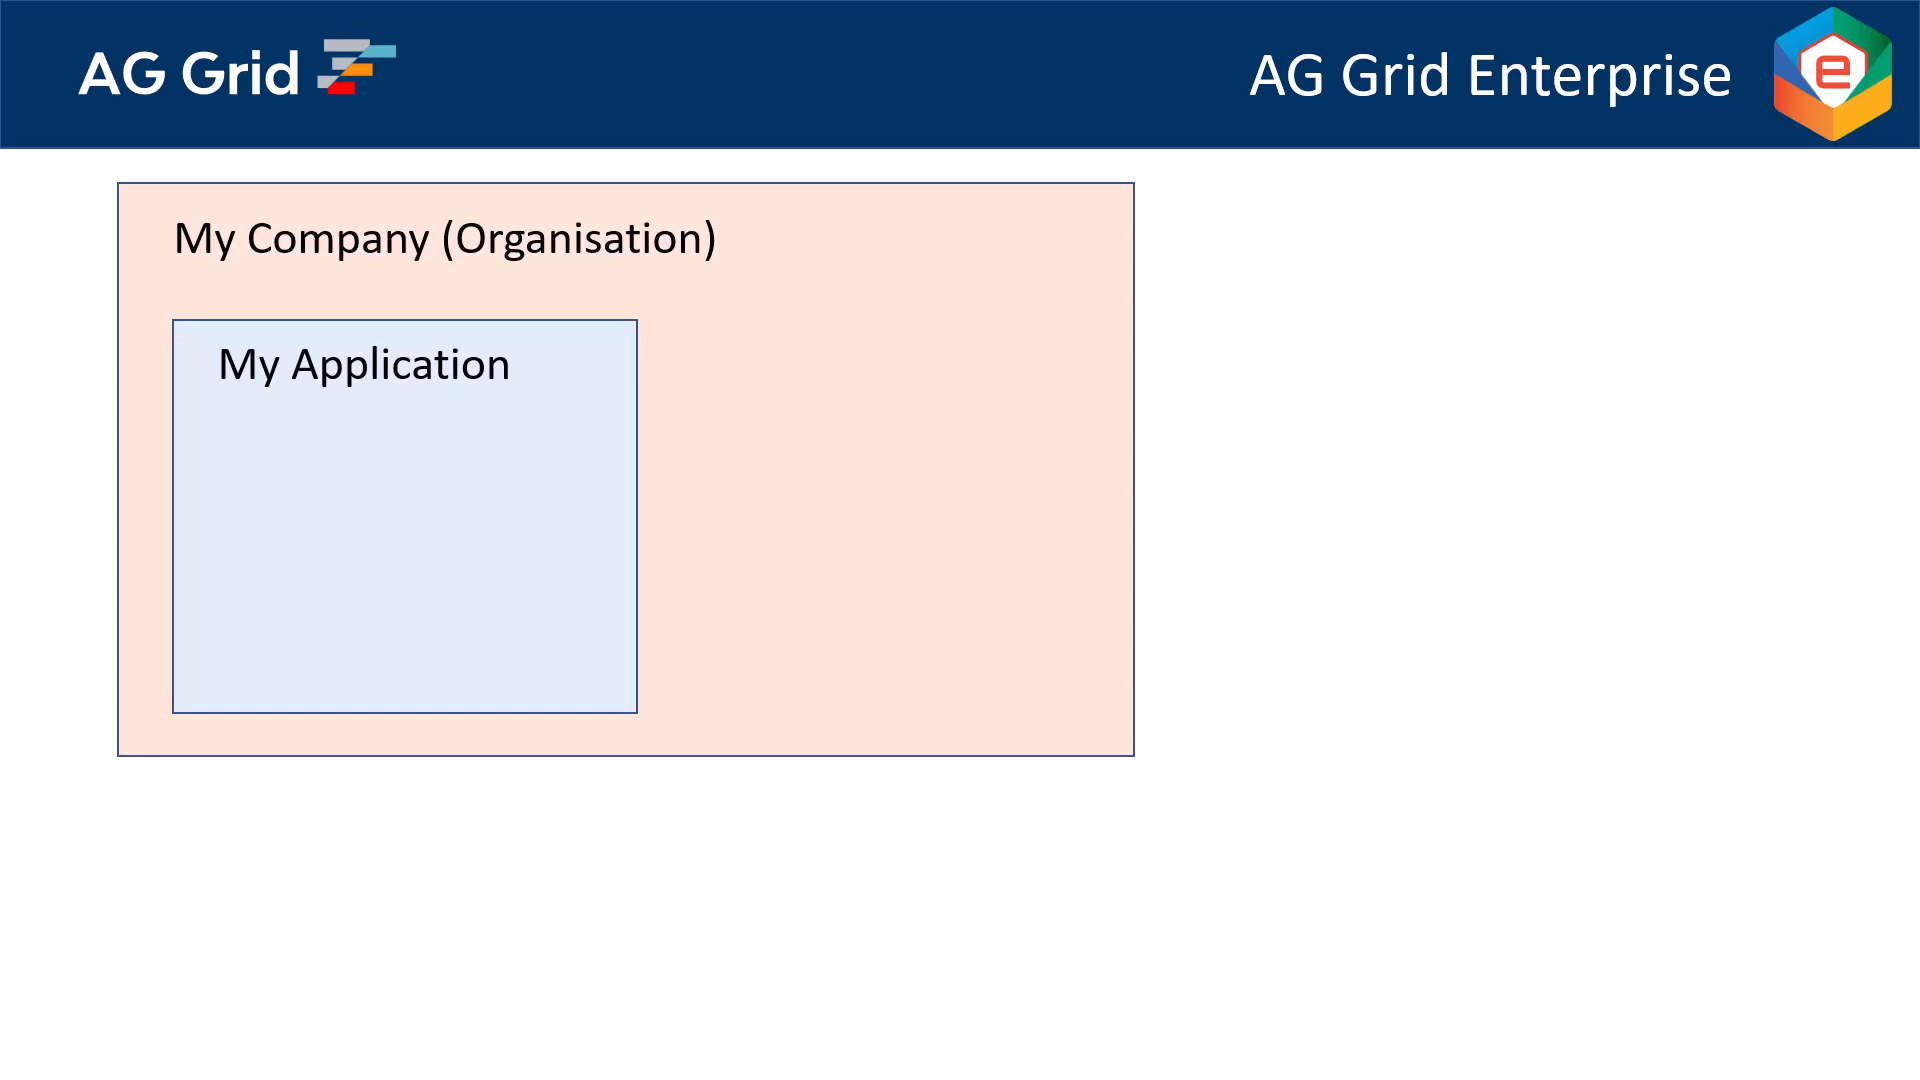 AG Grid
AG Grid Enterprise
e
My Company (Organisation)
My Application